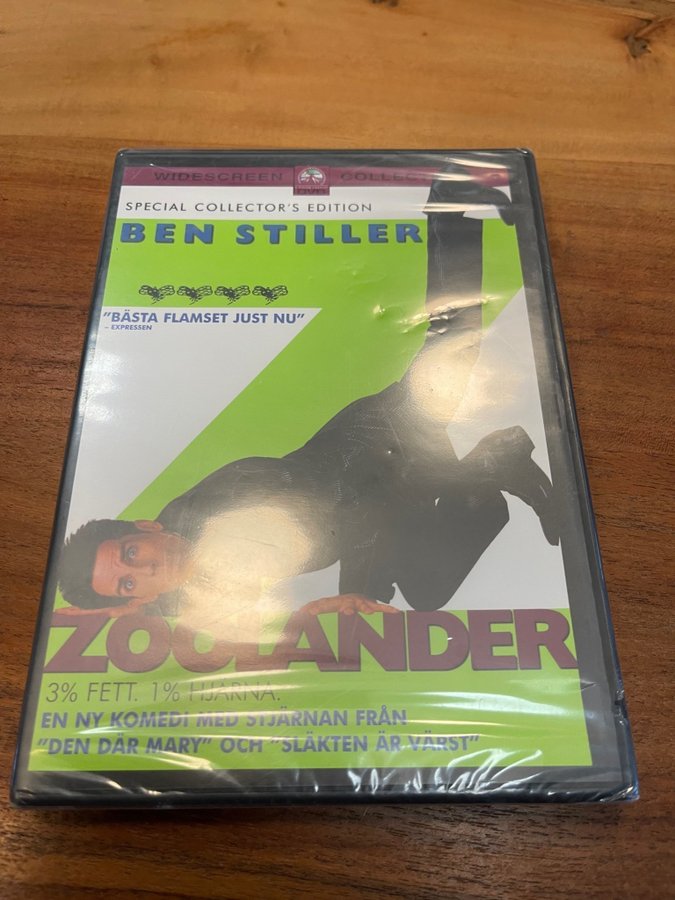 WIDESCREEN COLLECTION
SPECIAL COLLECTOR'S EDITION
BEN STILLER
"BÄSTA FLAMSET JUST NU"
– EXPRESSEN
ZOOLANDER
3% FETT. 1% HJÄRNA.
EN NY KOMEDI MED STJÄRNAN FRÅN
"DEN DÄR MARY" OCH "SLÄKTEN ÄR VÄRST"